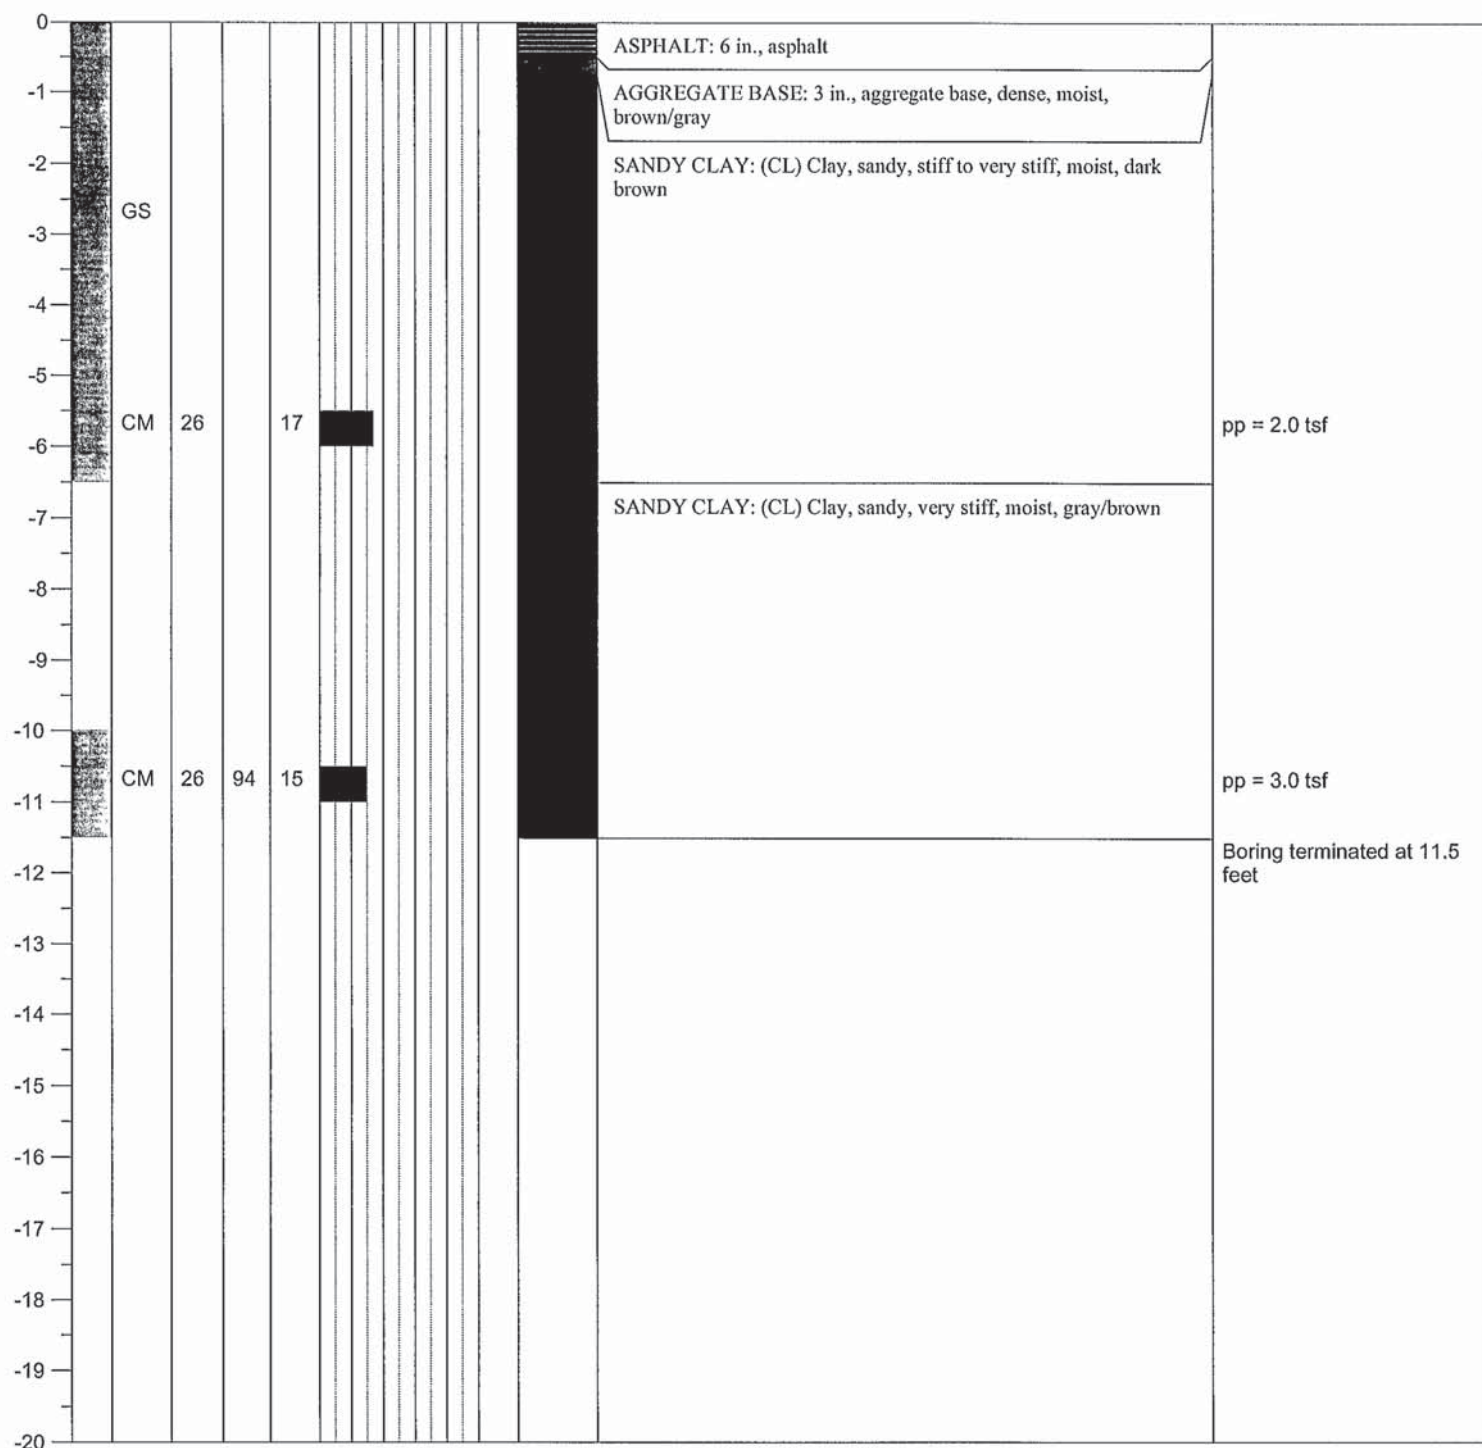 0
ASPHALT: 6 in., asphalt
-1
AGGREGATE BASE: 3 in., aggregate base, dense, moist,
brown/gray
-2
SANDY CLAY: (CL) Clay, sandy, stiff to very stiff, moist, dark
brown
GS
-3
-4
-5
CM 26 17 pp = 2.0 tsf
-6
-7
SANDY CLAY: (CL) Clay, sandy, very stiff, moist, gray/brown
-8
-9
-10
CM 26 94 15 pp = 3.0 tsf
-11
Boring terminated at 11.5
feet
-12
-13
-14
-15
-16
-17
-18
-19
-20